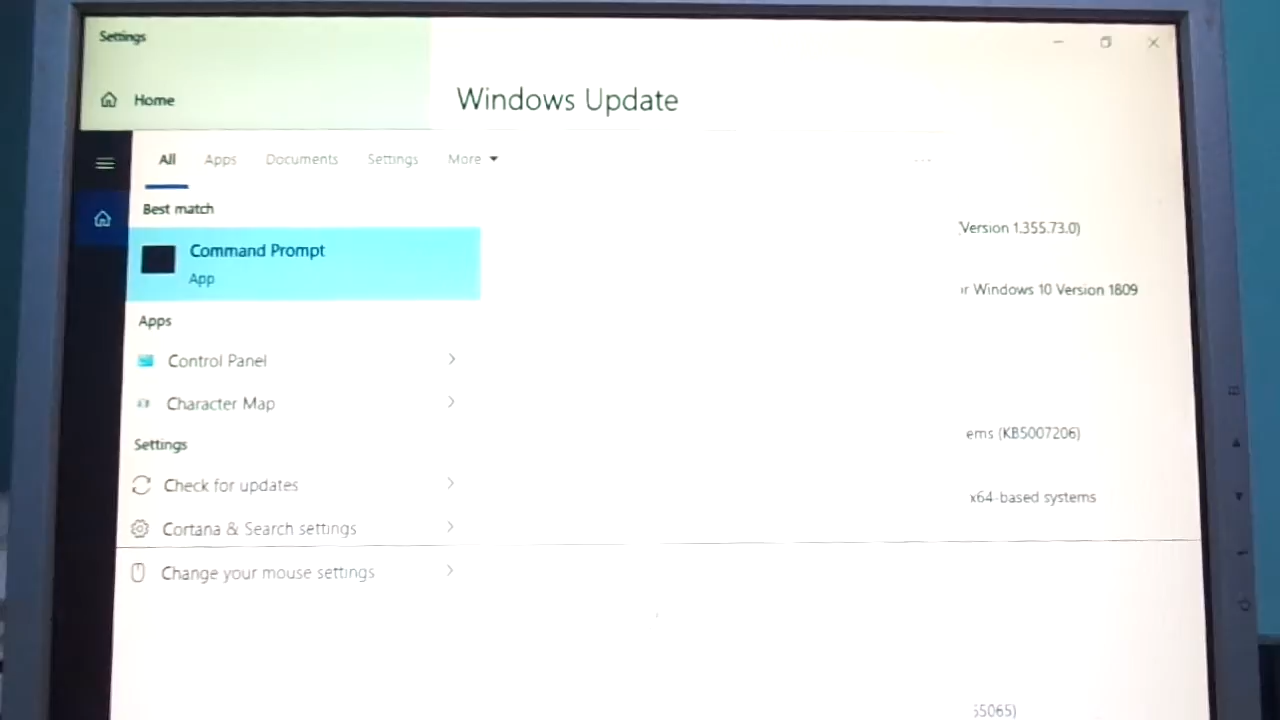 Settings
Home
Windows Update
All Apps Documents Settings More
Best match
Command Prompt
App
Apps
Control Panel
Character Map
Settings
Check for updates
Cortana & Search settings
Change your mouse settings
Version 1.355.73.0)
r Windows 10 Version 1809
ems (KB5007206)
x64-based systems
55065)